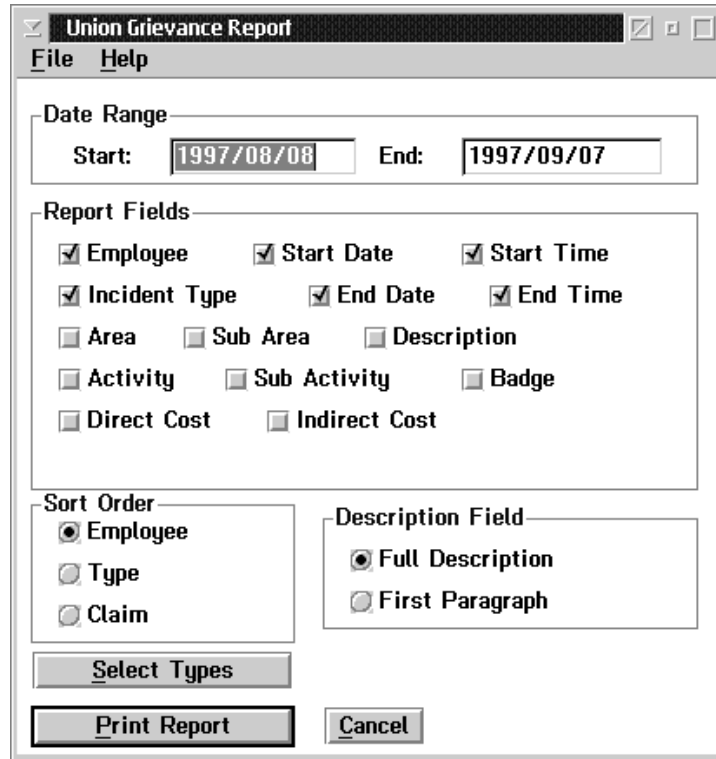 Union Grievance Report
File Help
Date Range
Start: 1997/08/08 End: 1997/09/07
Report Fields
Employee Start Date Start Time
Incident Type End Date End Time
Area Sub Area Description
Activity Sub Activity Badge
Direct Cost Indirect Cost
Sort Order
Employee
Type
Claim
Description Field
Full Description
First Paragraph
Select Types
Print Report Cancel